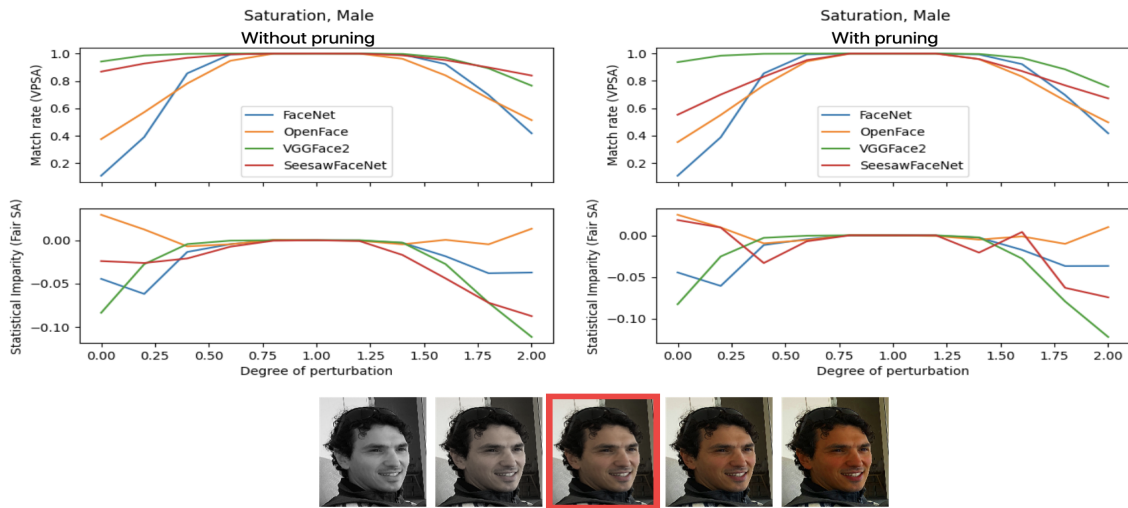 Saturation, Male
Without pruning
Match rate (VPSA)
1.0
0.8
0.6
0.4
0.2
FaceNet
OpenFace
VGGFace2
SeesawFaceNet
Statistical Imparity (Fair SA)
0.00
−0.05
−0.10
0.00 0.25 0.50 0.75 1.00 1.25 1.50 1.75 2.00
Degree of perturbation
Saturation, Male
With pruning
Match rate (VPSA)
1.0
0.8
0.6
0.4
0.2
FaceNet
OpenFace
VGGFace2
SeesawFaceNet
Statistical Imparity (Fair SA)
0.00
−0.05
−0.10
0.00 0.25 0.50 0.75 1.00 1.25 1.50 1.75 2.00
Degree of perturbation